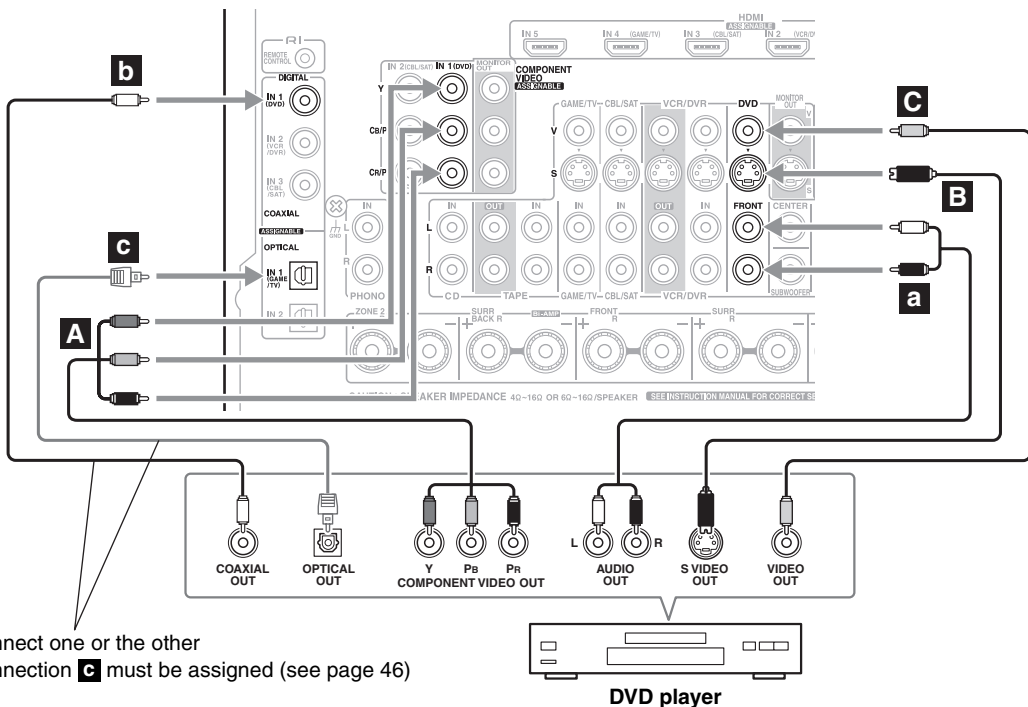 HDMI
ASSIGNABLE
IN 5
IN 4 (GAME/TV)
IN 3 (CBL/SAT)
IN 2 (VCR/
RI
REMOTE CONTROL
DIGITAL
IN 1 (DVD)
IN 2 (VCR /DVR)
IN 3 (CBL /SAT)
COAXIAL
ASSIGNABLE
OPTICAL
IN 1 (GAME /TV)
IN 2
b
c
A
IN 2 (CBL/SAT)
IN 1 (DVD)
MONITOR OUT
COMPONENT VIDEO
ASSIGNABLE
Y
CB/P
CR/P
GAME/TV
CBL/SAT
VCR/DVR
DVD
MONITOR OUT
V
S
V
S
C
B
a
GND
IN
L
R
PHONO
IN
OUT
IN
IN
IN
OUT
IN
FRONT
CENTER
L
R
CD
TAPE
GAME/TV
CBL/SAT
VCR/DVR
SUBWOOFER
ZONE 2
SURR BACK R
BI-AMP
FRONT R
SURR R
AKER IMPEDANCE 4Ω~16Ω OR 6Ω~16Ω/SPEAKER
SEE INSTRUCTION MANUAL FOR CORRECT SE
COAXIAL OUT
OPTICAL OUT
Y
PB
PR
COMPONENT VIDEO OUT
L
R
AUDIO OUT
S VIDEO OUT
VIDEO OUT
nnect one or the other
nnection c must be assigned (see page 46)
DVD player